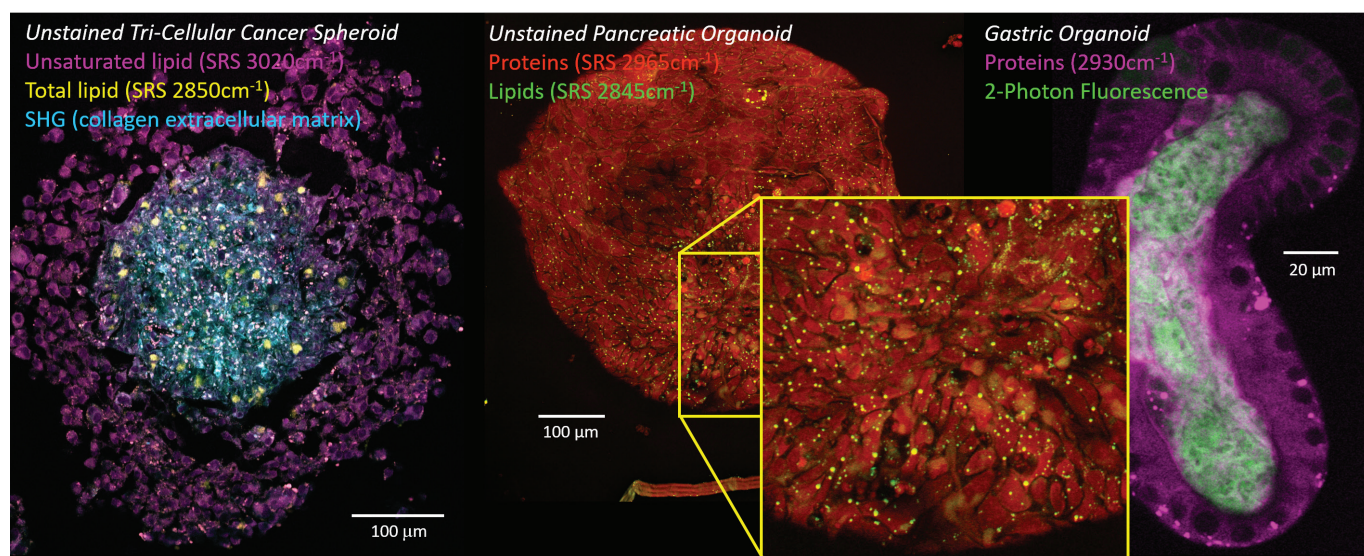 Unstained Tri-Cellular Cancer Spheroid
Unsaturated lipid (SRS 3020cm⁻¹)
Total lipid (SRS 2850cm⁻¹)
SHG (collagen extracellular matrix)
100 µm
Unstained Pancreatic Organoid
Proteins (SRS 2965cm⁻¹)
Lipids (SRS 2845cm⁻¹)
100 µm
Gastric Organoid
Proteins (2930cm⁻¹)
2-Photon Fluorescence
20 µm